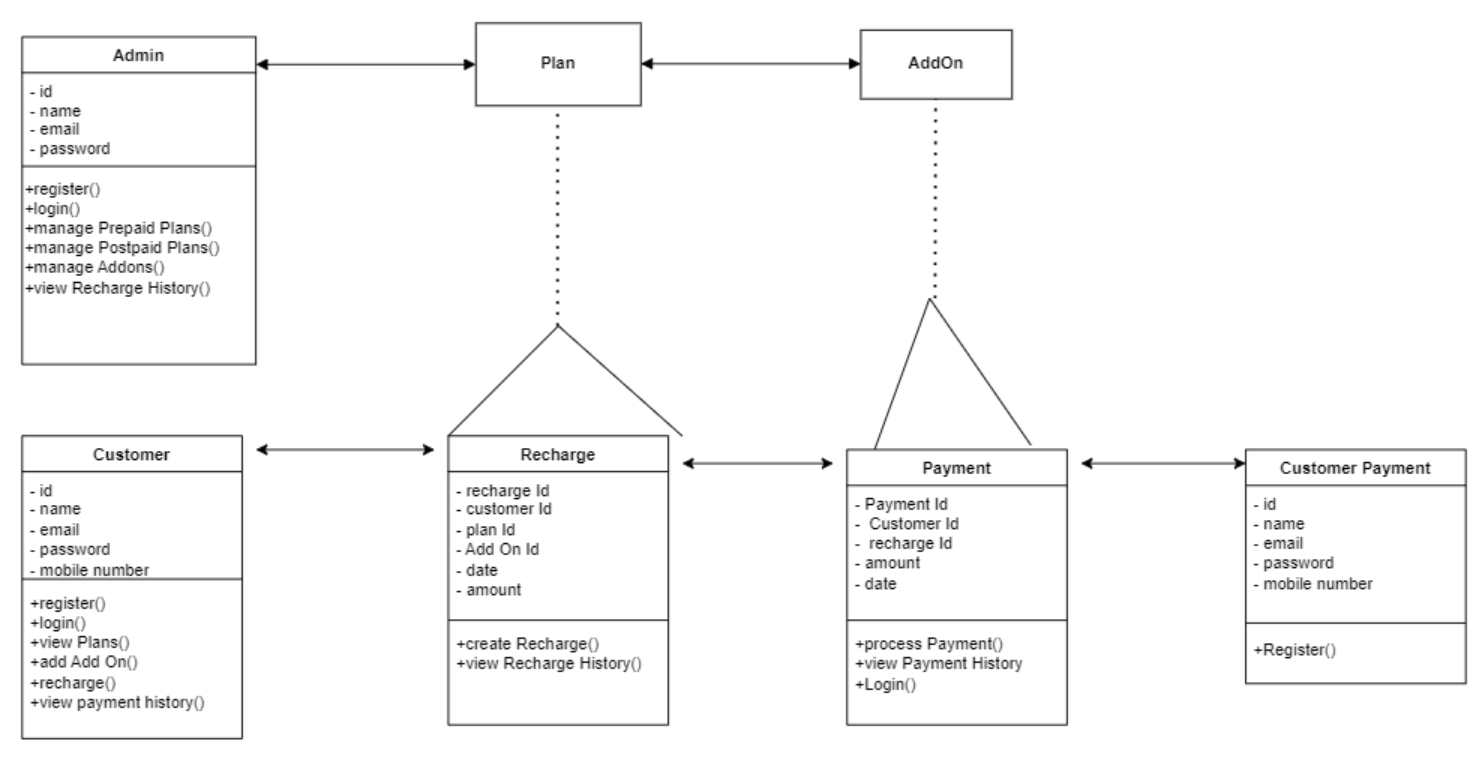 Admin
- id
- name
- email
- password
+register()
+login()
+manage Prepaid Plans()
+manage Postpaid Plans()
+manage Addons()
+view Recharge History()
Plan
AddOn
Customer
- id
- name
- email
- password
- mobile number
+register()
+login()
+view Plans()
+add Add On()
+recharge()
+view payment history()
Recharge
- recharge Id
- customer Id
- plan Id
- Add On Id
- date
- amount
+create Recharge()
+view Recharge History()
Payment
- Payment Id
- Customer Id
- recharge Id
- amount
- date
+process Payment()
+view Payment History
+Login()
Customer Payment
- id
- name
- email
- password
- mobile number
+Register()